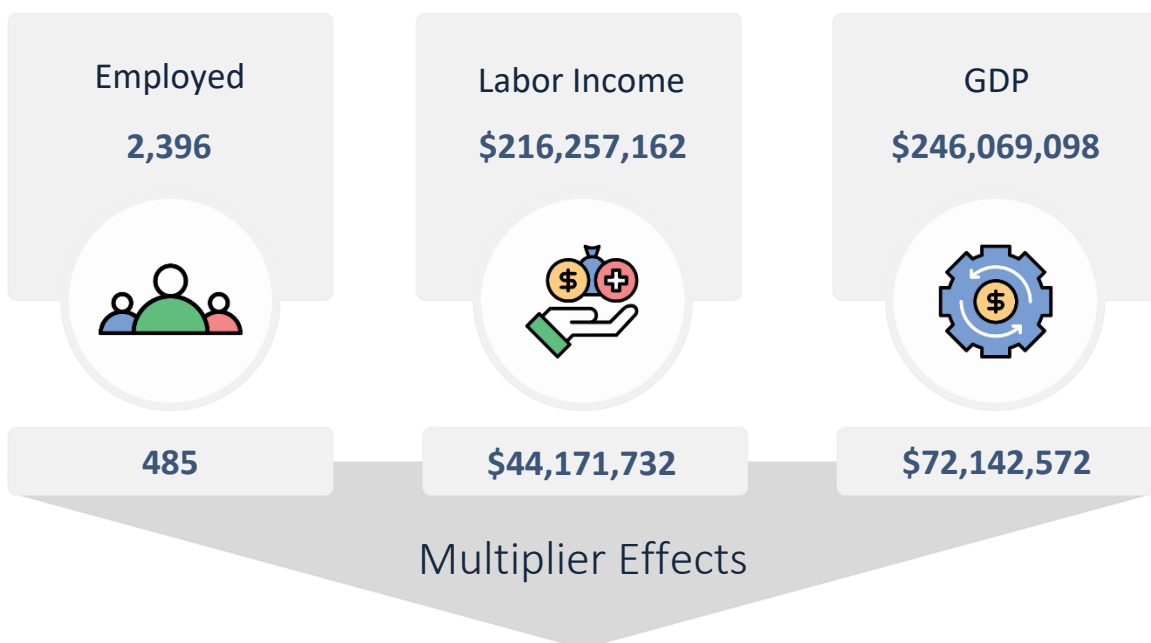 Employed
2,396
Labor Income
$216,257,162
GDP
$246,069,098
$
$
485
$44,171,732
$72,142,572
Multiplier Effects